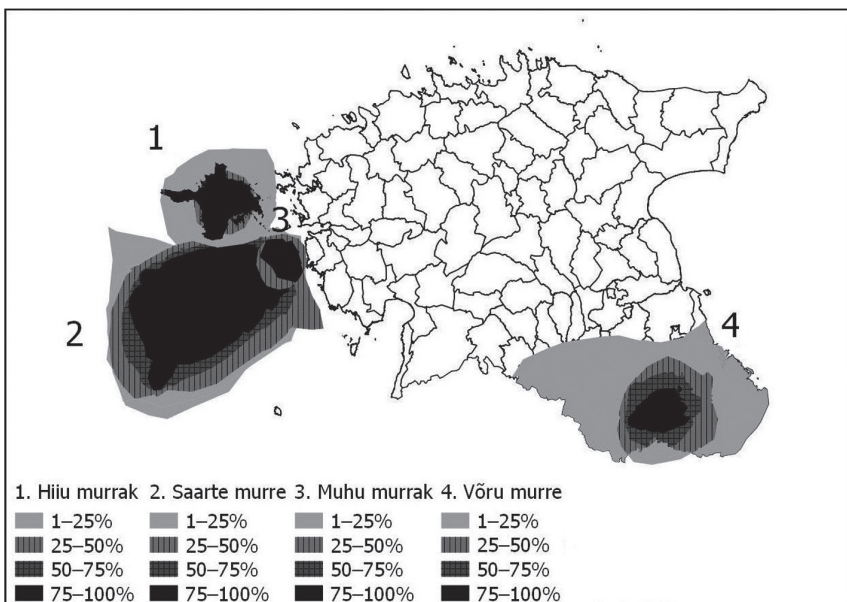 1
3
2
4
1. Hiiu murrak 2. Saarte murre 3. Muhu murrak 4. Võru murre
1–25% 1–25% 1–25% 1–25%
25–50% 25–50% 25–50% 25–50%
50–75% 50–75% 50–75% 50–75%
75–100% 75–100% 75–100% 75–100%